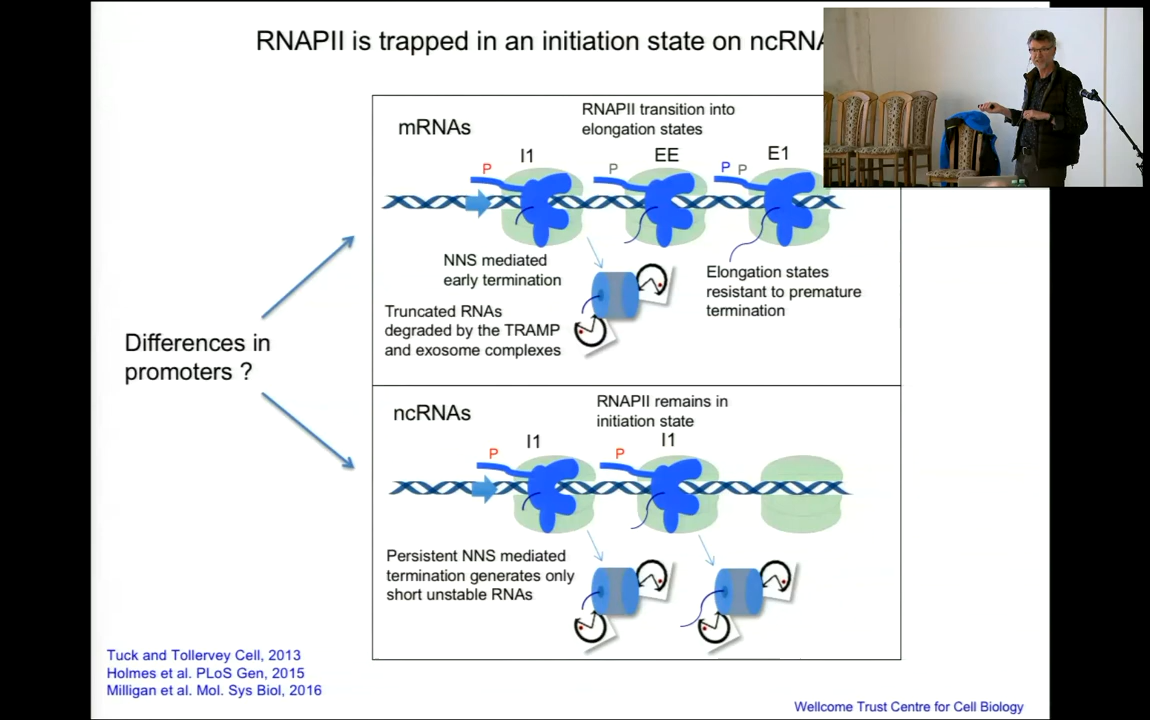 RNAPII is trapped in an initiation state on
mRNAs
RNAPII transition into
elongation states
I1
EE
E1
P
P
P P
NNS mediated
early termination
Truncated RNAs
degraded by the TRAMP
and exosome complexes
Elongation states
resistant to premature
termination
Differences in
promoters ?
ncRNAs
RNAPII remains in
initiation state
I1
I1
P
P
Persistent NNS mediated
termination generates only
short unstable RNAs
Tuck and Tollervey Cell, 2013
Holmes et al. PLoS Gen, 2015
Milligan et al. Mol. Sys Biol, 2016
Wellcome Trust Centre for Cell Biology